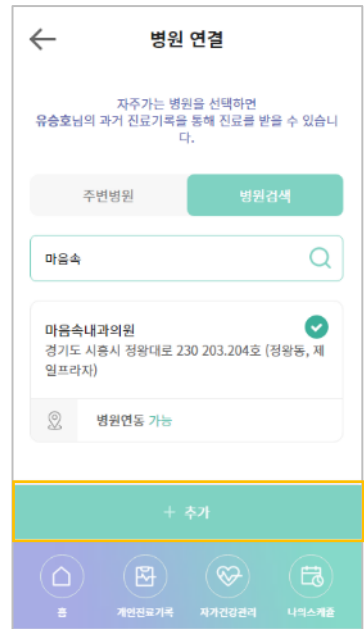 병원 연결
자주가는 병원을 선택하면
유승호님의 과거 진료기록을 통해 진료를 받을 수 있습니
다.
주변병원
병원검색
마음속
마음속내과의원
경기도 시흥시 정왕대로 230 203.204호 (정왕동, 제
일프라자)
병원연동 가능
+ 추가
홈
개인진료기록
자가건강관리
나의스케쥴